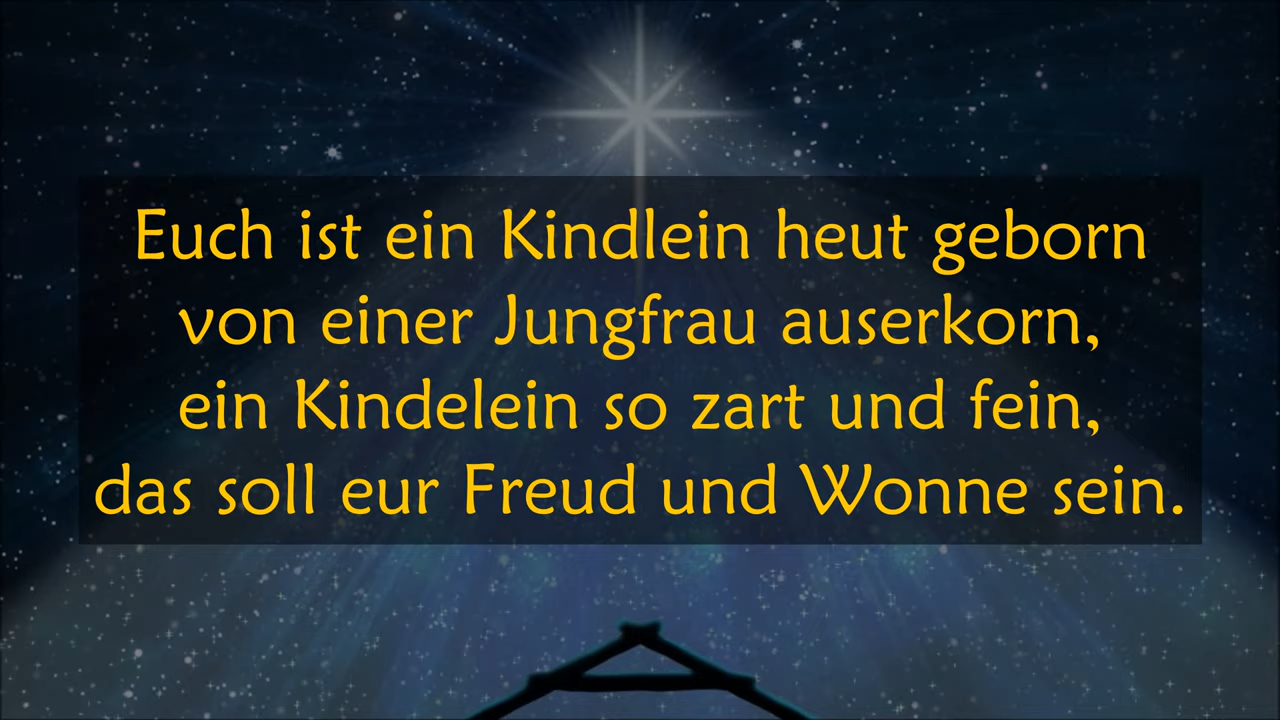 Euch ist ein Kindlein heut geborn
von einer Jungfrau auserkorn,
ein Kindelein so zart und fein,
das soll eur Freud und Wonne sein.